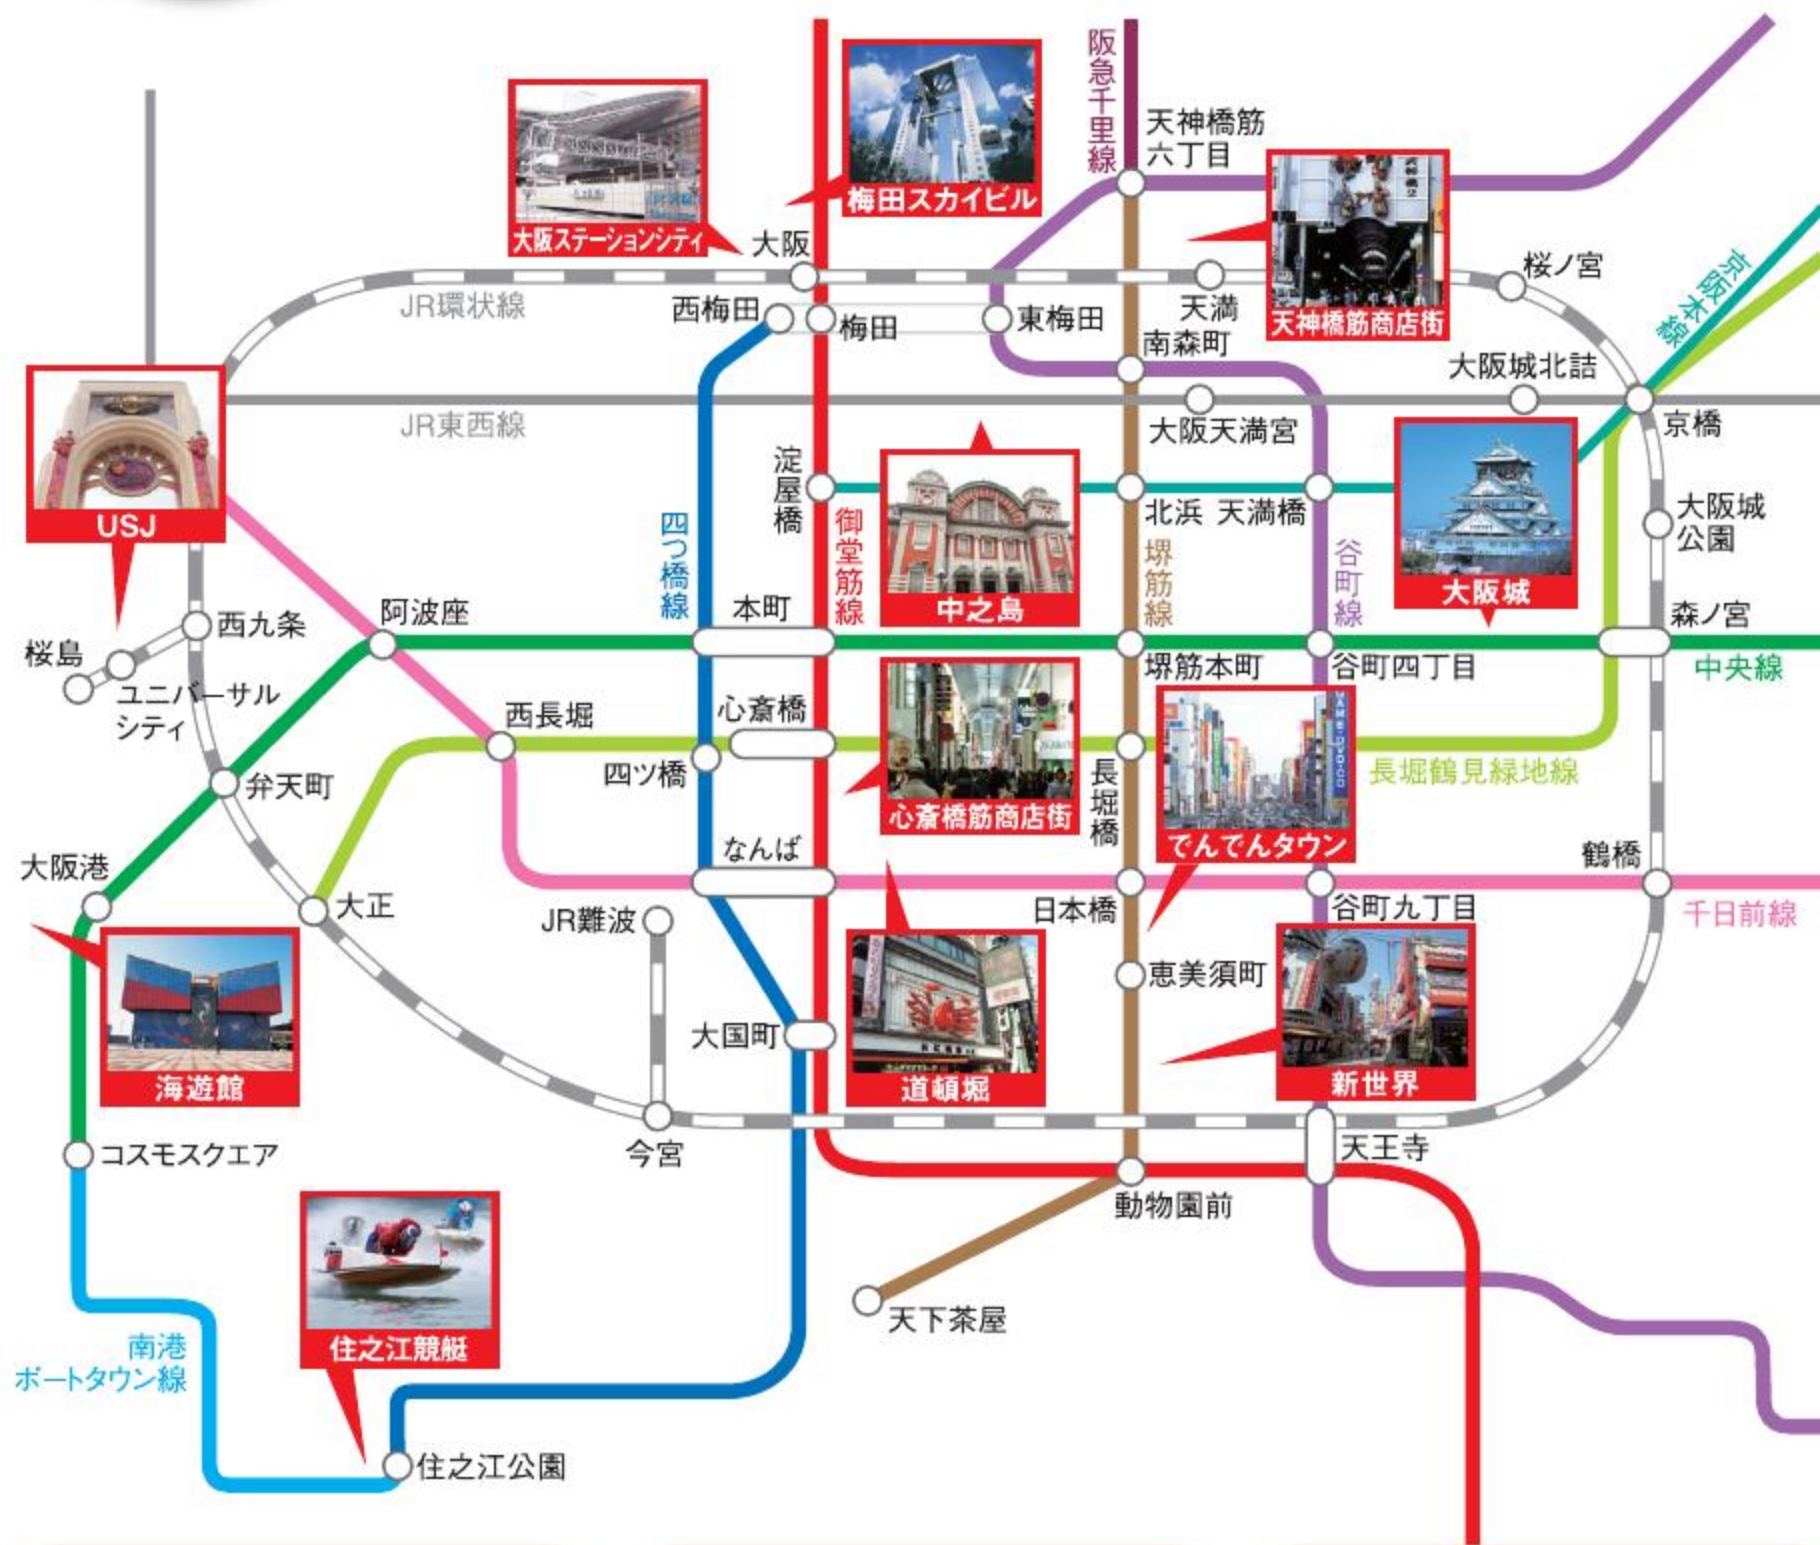 阪急千里線
天神橋筋
六丁目
梅田スカイビル
大阪ステーションシティ
大阪
天神橋筋商店街
桜ノ宮
京阪本線
JR環状線
西梅田
梅田
東梅田
天満
南森町
大阪城北詰
JR東西線
大阪天満宮
京橋
USJ
淀屋橋
御堂筋線
四つ橋線
中之島
北浜
天満橋
堺筋線
谷町線
大阪城
大阪城
公園
西九条
阿波座
本町
堺筋本町
谷町四丁目
森ノ宮
中央線
桜島
ユニバーサル
シティ
西長堀
心斎橋
四ツ橋
心斎橋筋商店街
長堀橋
でんでんタウン
長堀鶴見緑地線
弁天町
大阪港
大正
なんば
JR難波
日本橋
谷町九丁目
鶴橋
千日前線
海遊館
大国町
道頓堀
恵美須町
新世界
コスモスクエア
今宮
天王寺
動物園前
天下茶屋
住之江競艇
南港
ポートタウン線
住之江公園